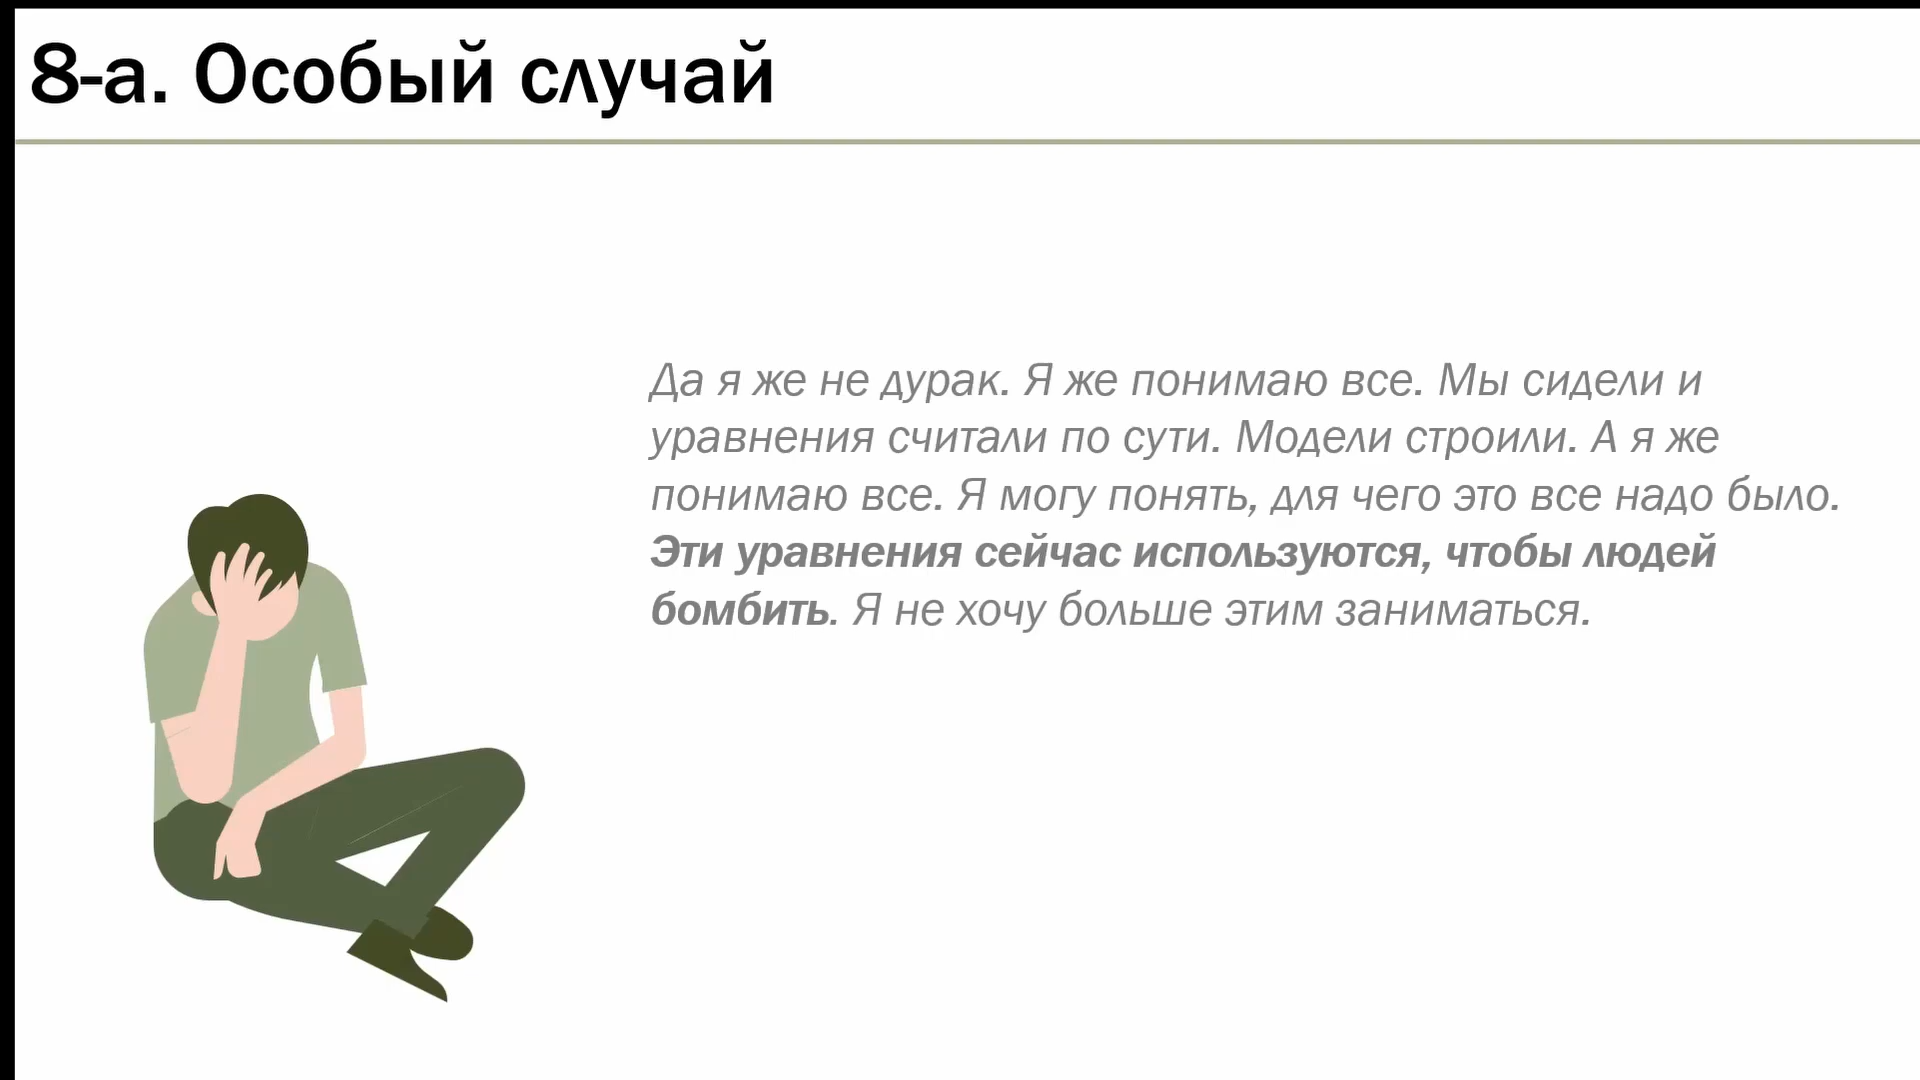 8-а. Особый случай
Да я же не дурак. Я же понимаю все. Мы сидели и
уравнения считали по сути. Модели строили. А я же
понимаю все. Я могу понять, для чего это все надо было.
Эти уравнения сейчас используются, чтобы людей
бомбить. Я не хочу больше этим заниматься.